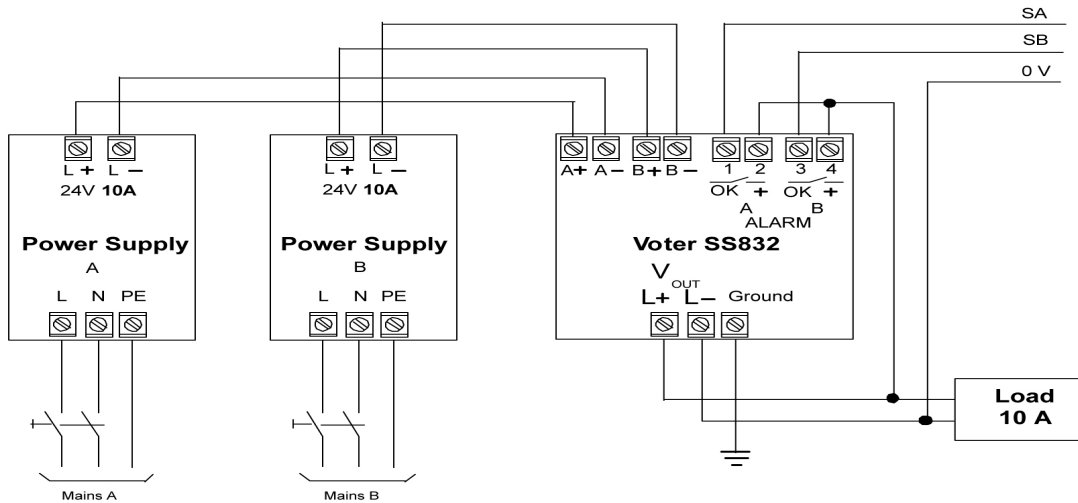 SA
SB
0 V
L + L −
24V 10A
Power Supply
A
L N PE
Mains A
L + L −
24V 10A
Power Supply
B
L N PE
Mains B
A+ A− B+ B− 1 2 3 4
OK + OK +
A B
ALARM
Voter SS832
V OUT
L+ L− Ground
Load
10 A